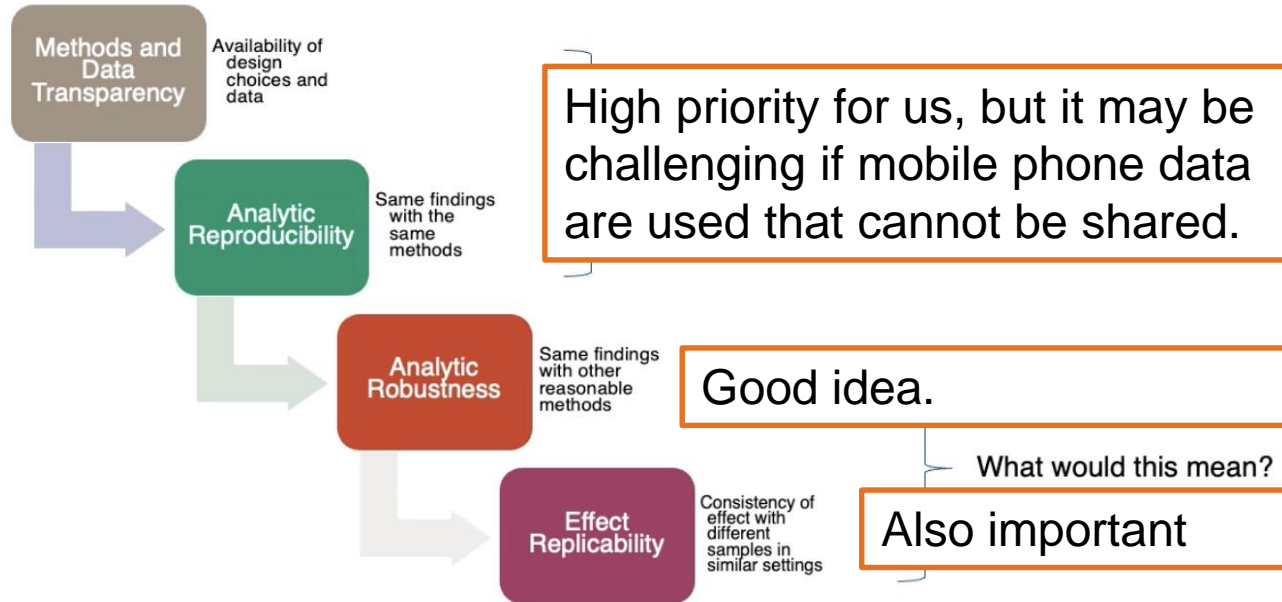 Methods and
Data
Transparency
Availability of
design
choices and
data
High priority for us, but it may be
challenging if mobile phone data
are used that cannot be shared.
Analytic
Reproducibility
Same findings
with the
same
methods
Analytic
Robustness
Same findings
with other
reasonable
methods
Good idea.
What would this mean?
Effect
Replicability
Consistency of
effect with
different
samples in
similar settings
Also important